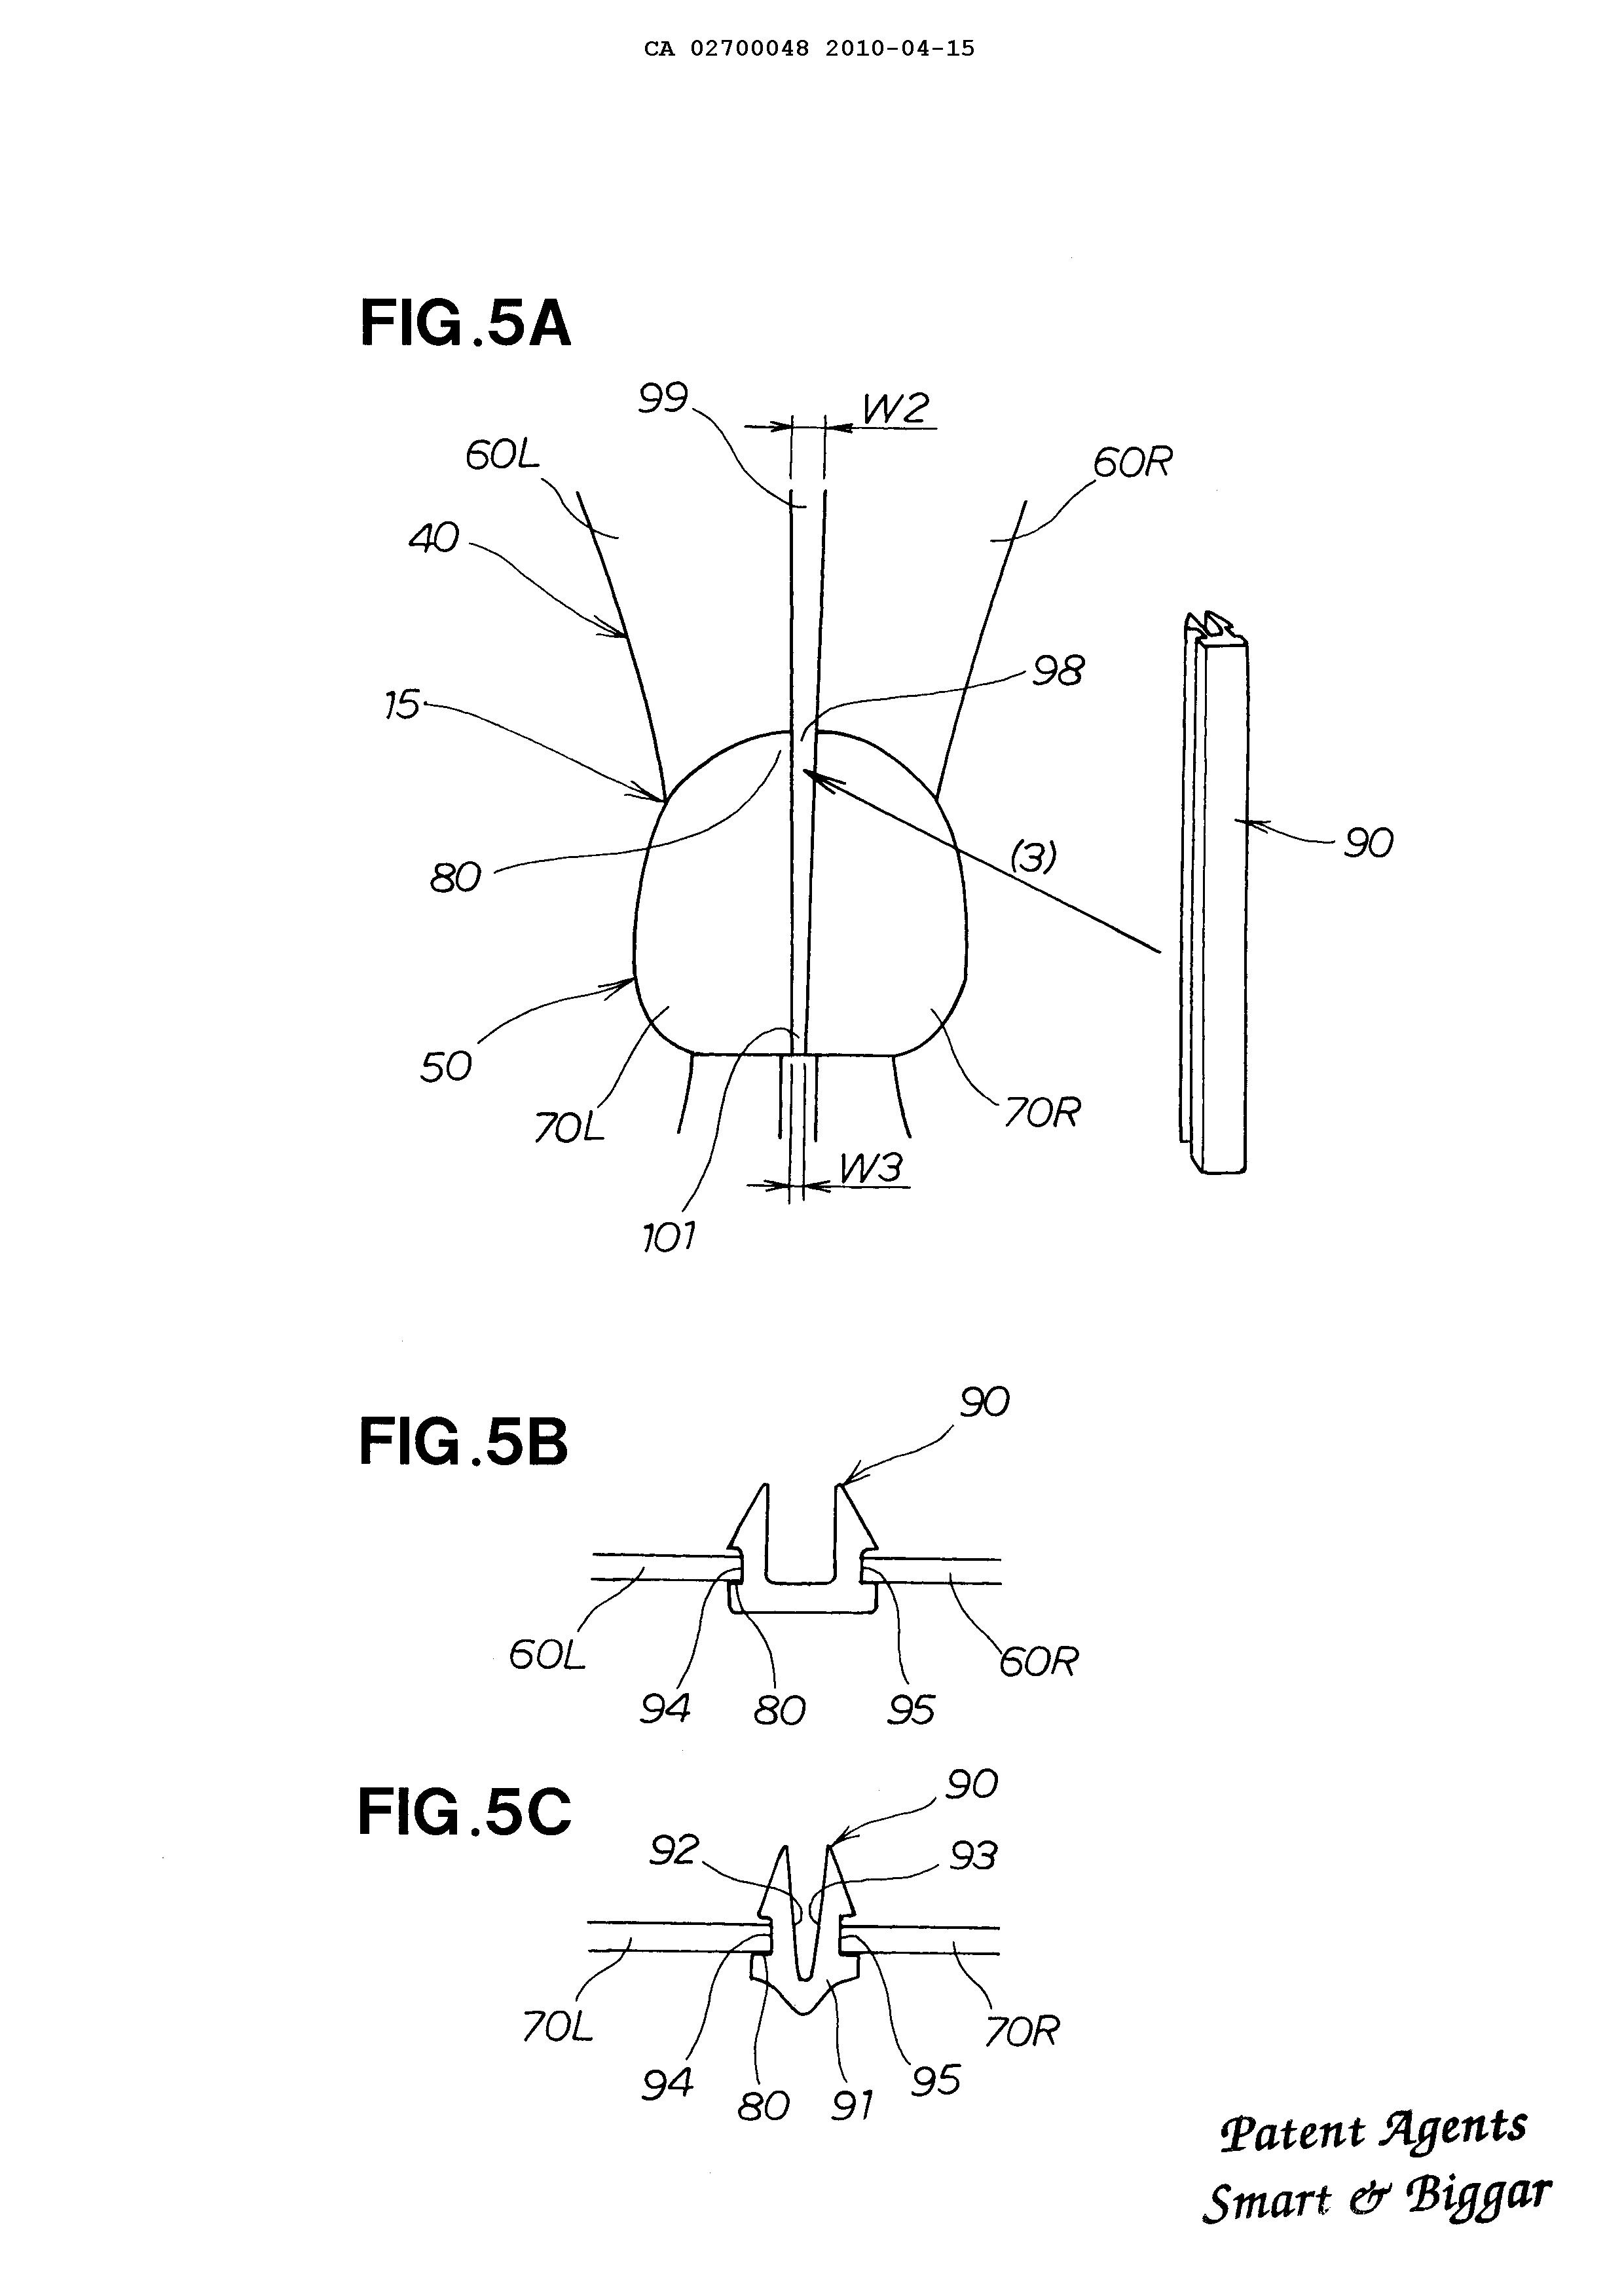 CA 02700048 2010-04-15
FIG.5A
99
W2
60L
60R
40
98
15
90
(3)
80
50
70L
70R
W3
101
FIG.5B
90
60L
60R
94
80
95
FIG.5C
90
92
93
70L
70R
94
80
91
95
Patent Agents
Smart & Biggar